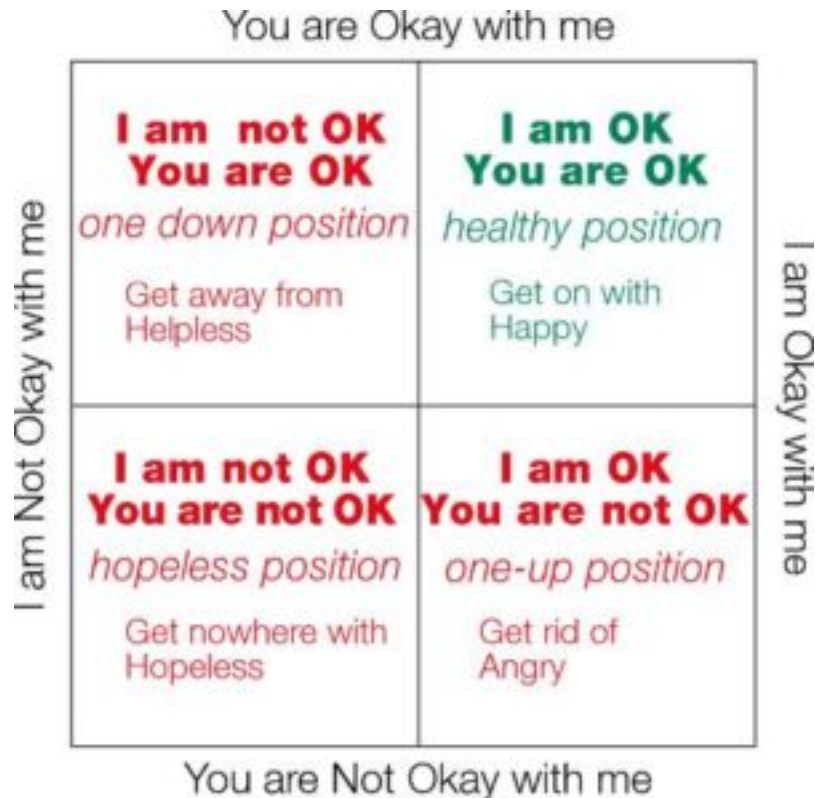 You are Okay with me
I am Not Okay with me
I am not OK
You are OK
one down position
Get away from
Helpless
I am OK
You are OK
healthy position
Get on with
Happy
I am Okay with me
I am not OK
You are not OK
hopeless position
Get nowhere with
Hopeless
I am OK
You are not OK
one-up position
Get rid of
Angry
You are Not Okay with me